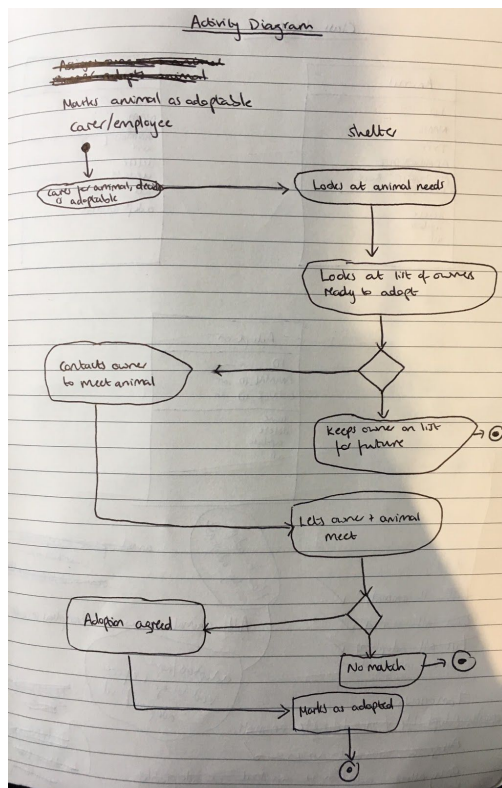 Activity Diagram
Marks animal as adoptable
Carer/employee
shelter
Cares for animal, decides
is adoptable
Looks at animal needs
Looks at list of owners
ready to adopt
Contacts owner
to meet animal
Keeps owner on list
for future
Lets owner + animal
meet
Adoption agreed
No match
Marks as adopted